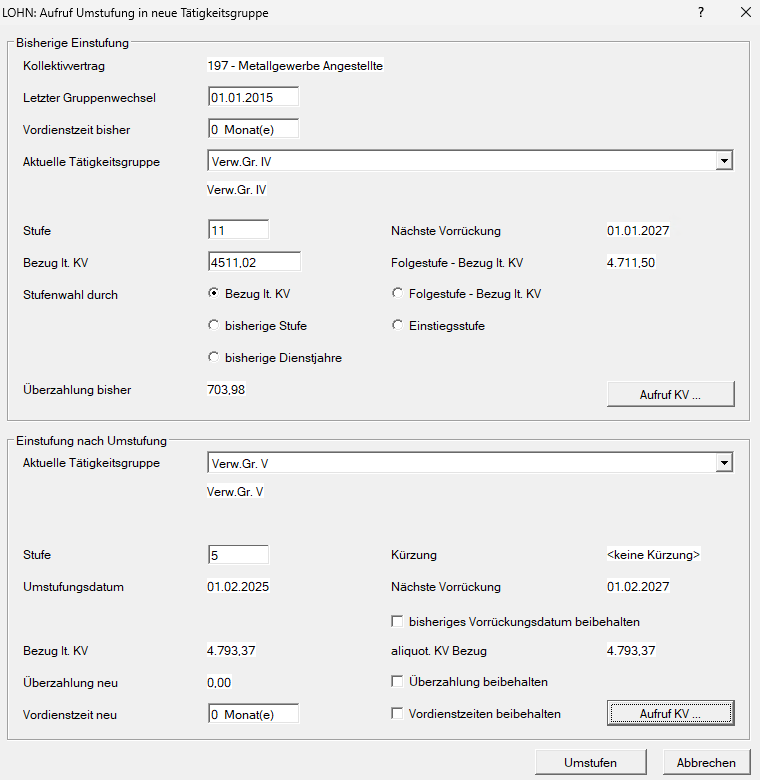 LOHN: Aufruf Umstufung in neue Tätigkeitsgruppe ?
Bisherige Einstufung
Kollektivvertrag 197 - Metallgewerbe Angestellte
Letzter Gruppenwechsel 01.01.2015
Vordienstzeit bisher 0 Monat(e)
Aktuelle Tätigkeitsgruppe Verw.Gr. IV
Verw.Gr. IV
Stufe 11 Nächste Vorrückung 01.01.2027
Bezug lt. KV 4511,02 Folgestufe - Bezug lt. KV 4.711,50
Stufenwahl durch Bezug lt. KV Folgestufe - Bezug lt. KV
bisherige Stufe Einstiegsstufe
bisherige Dienstjahre
Überzahlung bisher 703,98 Aufruf KV ...
Einstufung nach Umstufung
Aktuelle Tätigkeitsgruppe Verw.Gr. V
Verw.Gr. V
Stufe 5 Kürzung <keine Kürzung>
Umstufungsdatum 01.02.2025 Nächste Vorrückung 01.02.2027
bisheriges Vorrückungsdatum beibehalten
Bezug lt. KV 4.793,37 aliquot. KV Bezug 4.793,37
Überzahlung neu 0,00 Überzahlung beibehalten
Vordienstzeit neu 0 Monat(e) Vordienstzeiten beibehalten Aufruf KV ...
Umstufen Abbrechen